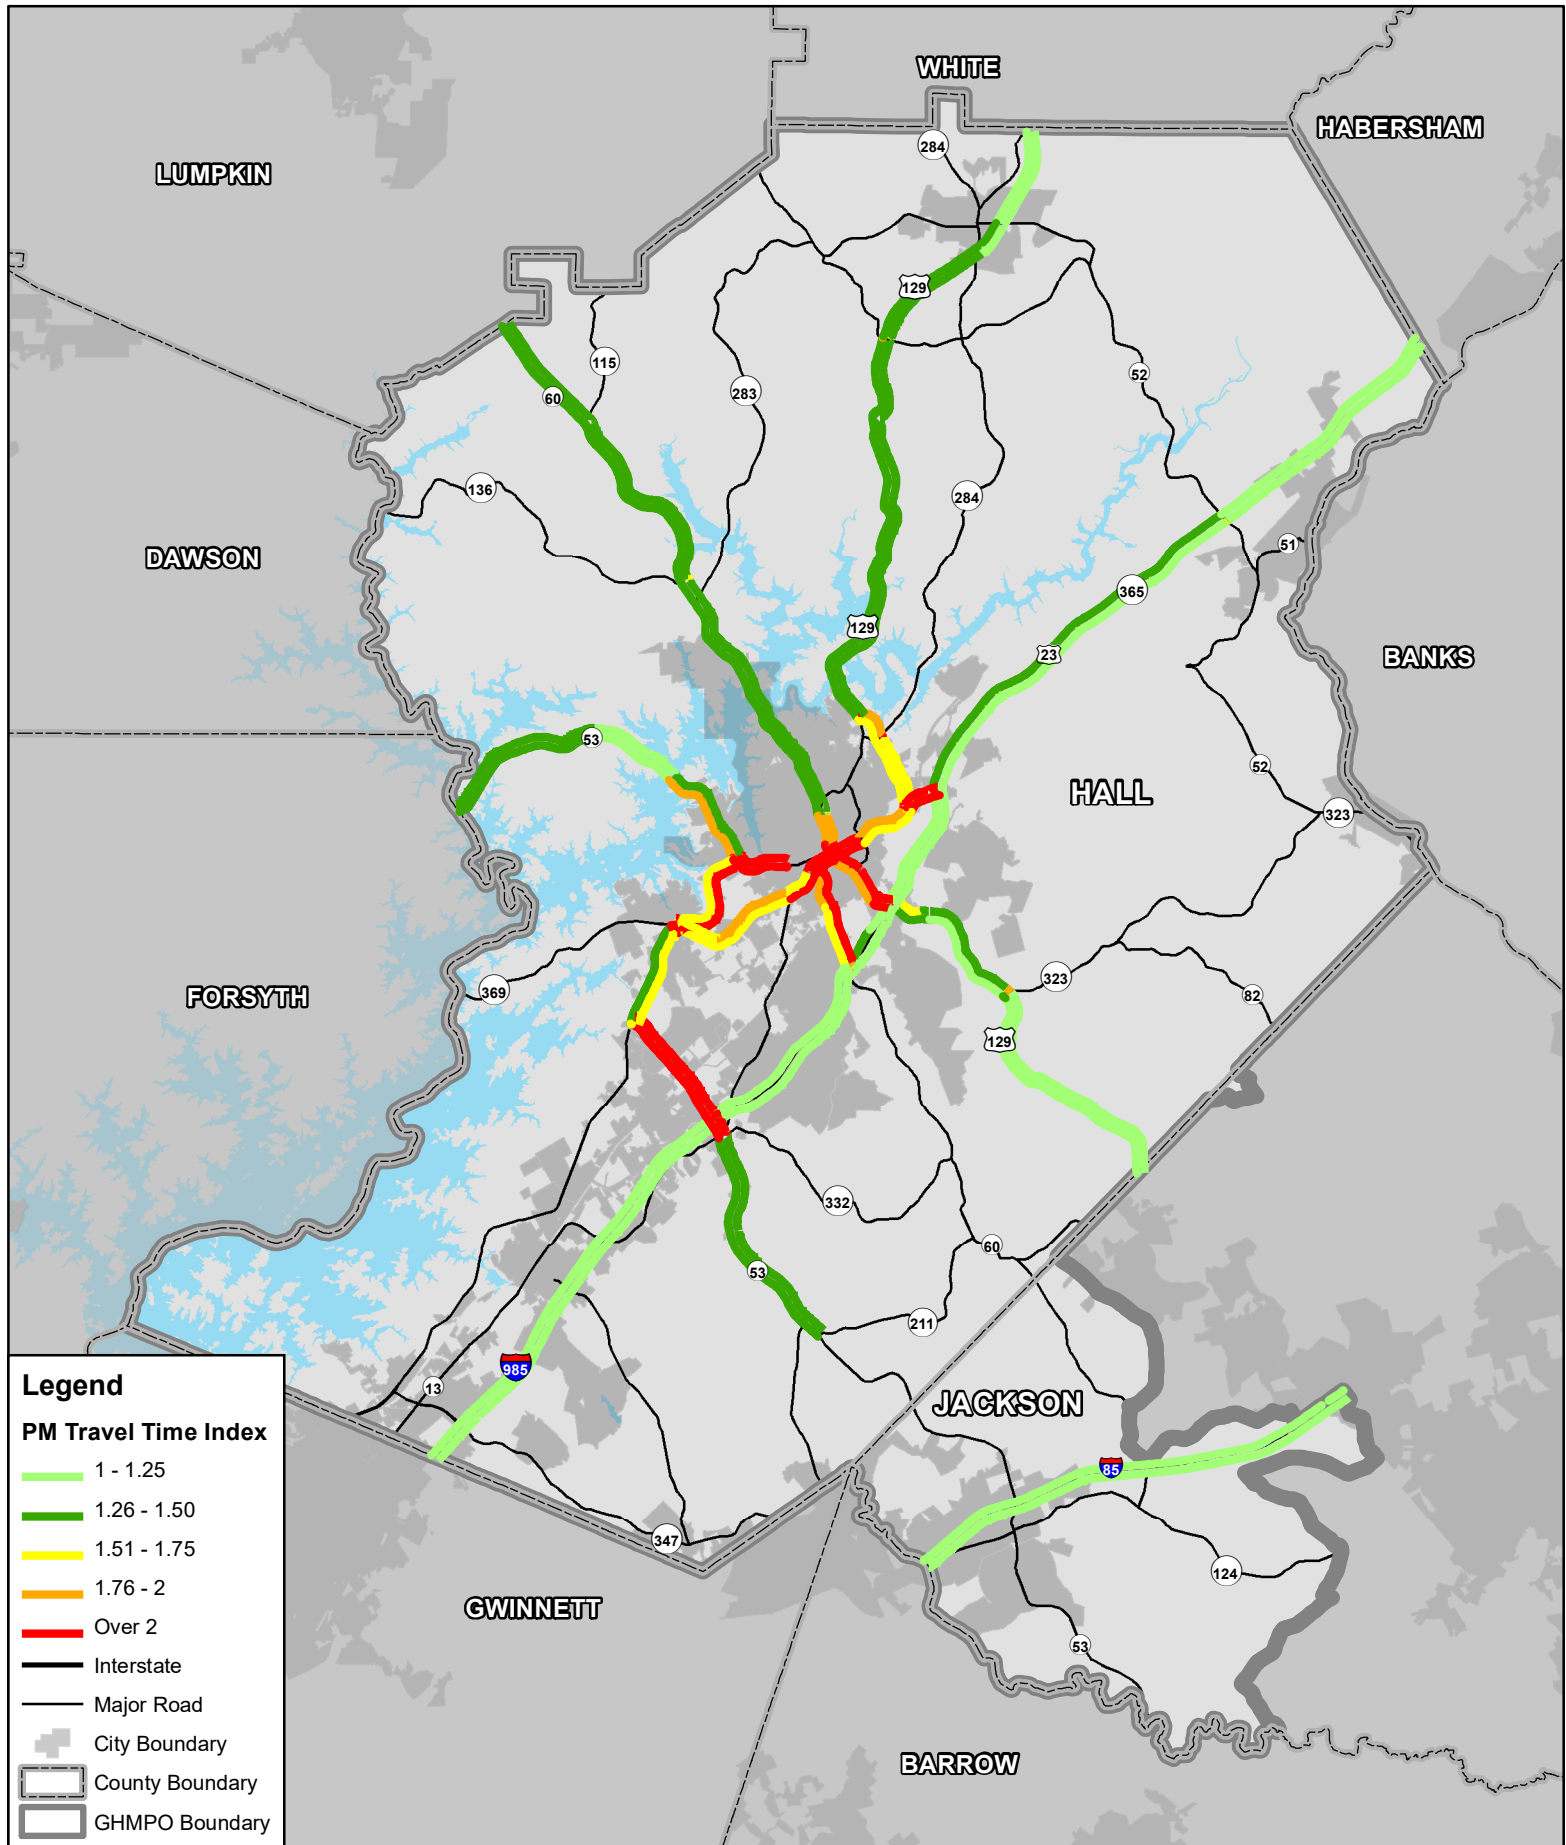 WHITE
HABERSHAM
284
LUMPKIN
129
115
52
60
283
136
284
51
DAWSON
365
129
23
BANKS
53
52
HALL
323
323
369
82
FORSYTH
129
332
60
53
211
985
13
JACKSON
85
347
124
GWINNETT
53
BARROW
Legend
PM Travel Time Index
1 - 1.25
1.26 - 1.50
1.51 - 1.75
1.76 - 2
Over 2
Interstate
Major Road
City Boundary
County Boundary
GHMPO Boundary